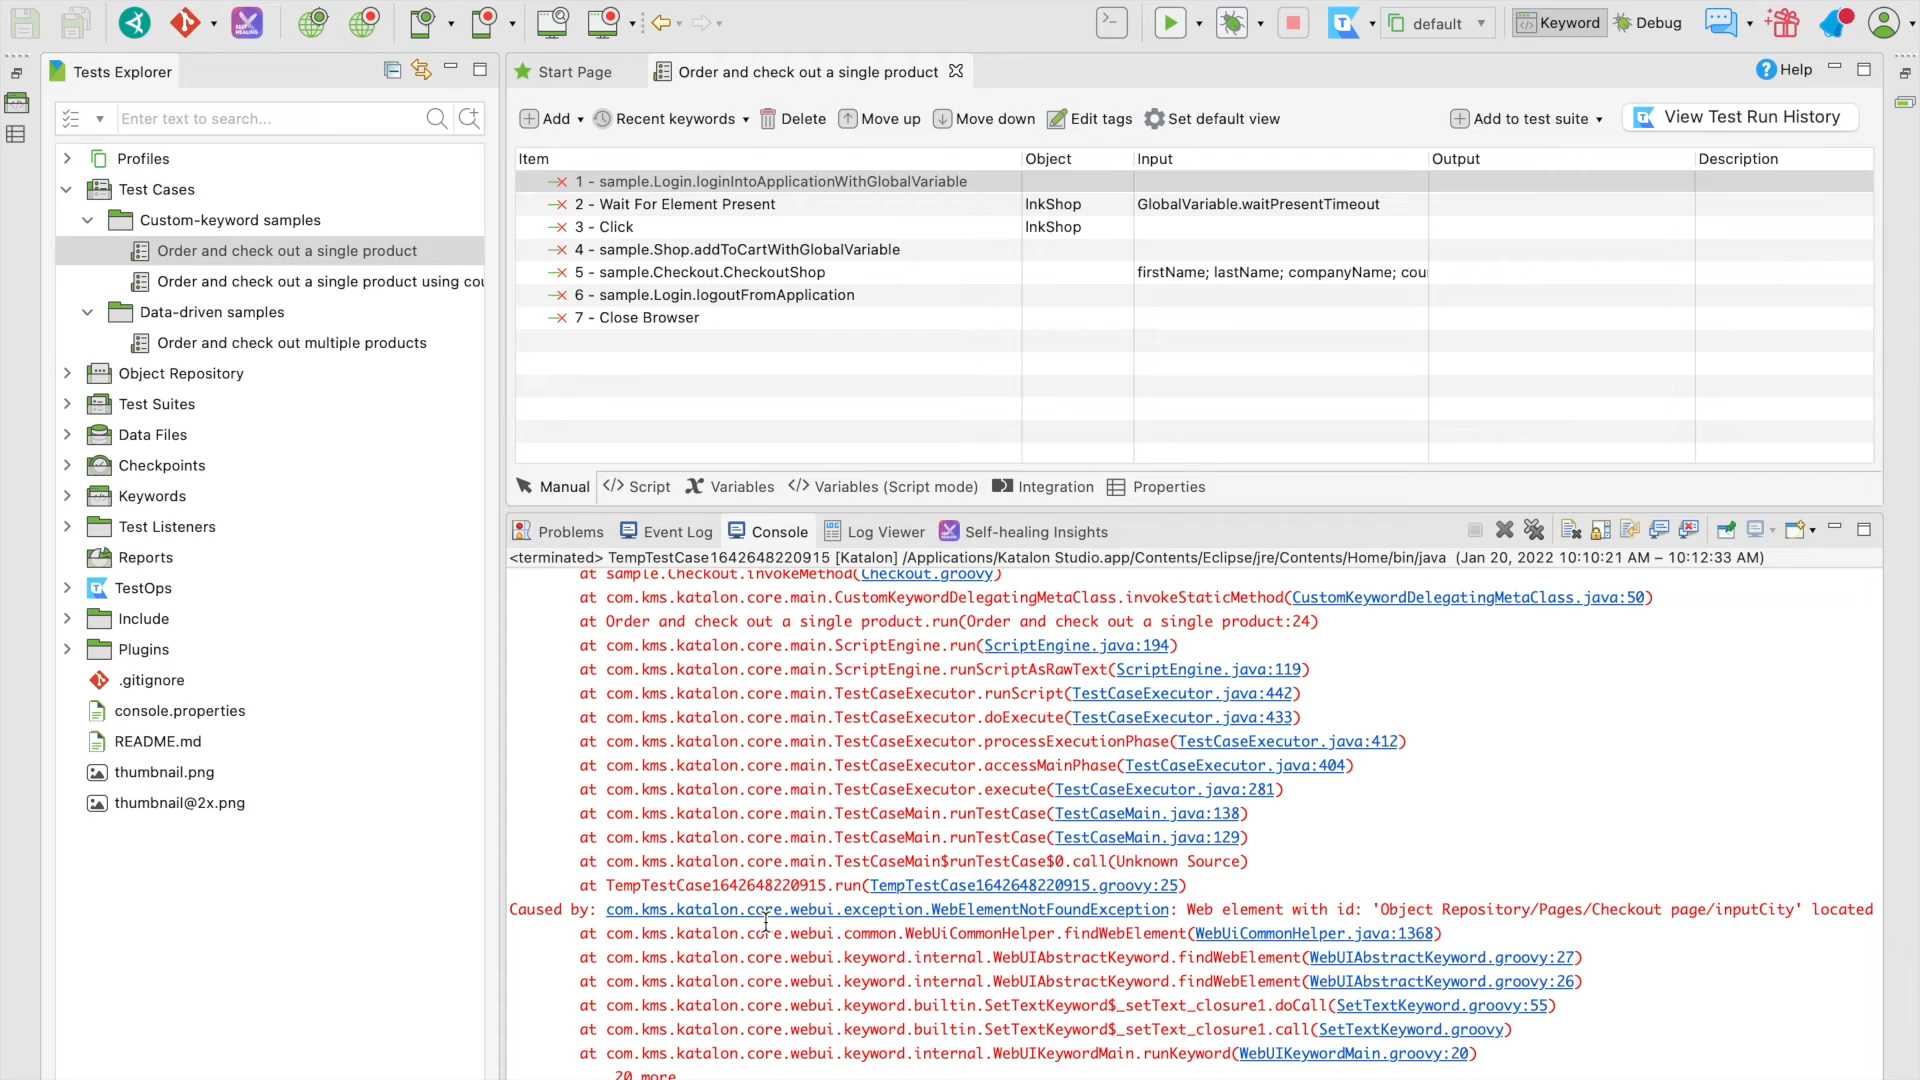 default
Keyword
Debug
Tests Explorer
Start Page
Order and check out a single product
Help
Enter text to search...
Add
Recent keywords
Delete
Move up
Move down
Edit tags
Set default view
Add to test suite
View Test Run History
Profiles
Test Cases
Custom-keyword samples
Order and check out a single product
Order and check out a single product using cou
Data-driven samples
Order and check out multiple products
Object Repository
Test Suites
Data Files
Checkpoints
Keywords
Test Listeners
Reports
TestOps
Include
Plugins
.gitignore
console.properties
README.md
thumbnail.png
thumbnail@2x.png
Item Object Input Output Description
1 - sample.Login.loginIntoApplicationWithGlobalVariable
2 - Wait For Element Present lnkShop GlobalVariable.waitPresentTimeout
3 - Click lnkShop
4 - sample.Shop.addToCartWithGlobalVariable
5 - sample.Checkout.CheckoutShop firstName; lastName; companyName; cou
6 - sample.Login.logoutFromApplication
7 - Close Browser
Manual Script Variables Variables (Script mode) Integration Properties
Problems Event Log Console Log Viewer Self-healing Insights
<terminated> TempTestCase1642648220915 [Katalon] /Applications/Katalon Studio.app/Contents/Eclipse/jre/Contents/Home/bin/java (Jan 20, 2022 10:10:21 AM – 10:12:33 AM)
at sample.Checkout.invokeMethod(Checkout.groovy)
at com.kms.katalon.core.main.CustomKeywordDelegatingMetaClass.invokeStaticMethod(CustomKeywordDelegatingMetaClass.java:50)
at Order and check out a single product.run(Order and check out a single product:24)
at com.kms.katalon.core.main.ScriptEngine.run(ScriptEngine.java:194)
at com.kms.katalon.core.main.ScriptEngine.runScriptAsRawText(ScriptEngine.java:119)
at com.kms.katalon.core.main.TestCaseExecutor.runScript(TestCaseExecutor.java:442)
at com.kms.katalon.core.main.TestCaseExecutor.doExecute(TestCaseExecutor.java:433)
at com.kms.katalon.core.main.TestCaseExecutor.processExecutionPhase(TestCaseExecutor.java:412)
at com.kms.katalon.core.main.TestCaseExecutor.accessMainPhase(TestCaseExecutor.java:404)
at com.kms.katalon.core.main.TestCaseExecutor.execute(TestCaseExecutor.java:281)
at com.kms.katalon.core.main.TestCaseMain.runTestCase(TestCaseMain.java:138)
at com.kms.katalon.core.main.TestCaseMain.runTestCase(TestCaseMain.java:129)
at com.kms.katalon.core.main.TestCaseMain$runTestCase$0.call(Unknown Source)
at TempTestCase1642648220915.run(TempTestCase1642648220915.groovy:25)
Caused by: com.kms.katalon.core.webui.exception.WebElementNotFoundException: Web element with id: 'Object Repository/Pages/Checkout page/inputCity' located
at com.kms.katalon.core.webui.common.WebUiCommonHelper.findWebElement(WebUiCommonHelper.java:1368)
at com.kms.katalon.core.webui.keyword.internal.WebUIAbstractKeyword.findWebElement(WebUIAbstractKeyword.groovy:27)
at com.kms.katalon.core.webui.keyword.internal.WebUIAbstractKeyword.findWebElement(WebUIAbstractKeyword.groovy:26)
at com.kms.katalon.core.webui.keyword.builtin.SetTextKeyword$_setText_closure1.doCall(SetTextKeyword.groovy:55)
at com.kms.katalon.core.webui.keyword.builtin.SetTextKeyword$_setText_closure1.call(SetTextKeyword.groovy)
at com.kms.katalon.core.webui.keyword.internal.WebUIKeywordMain.runKeyword(WebUIKeywordMain.groovy:20)
20 more